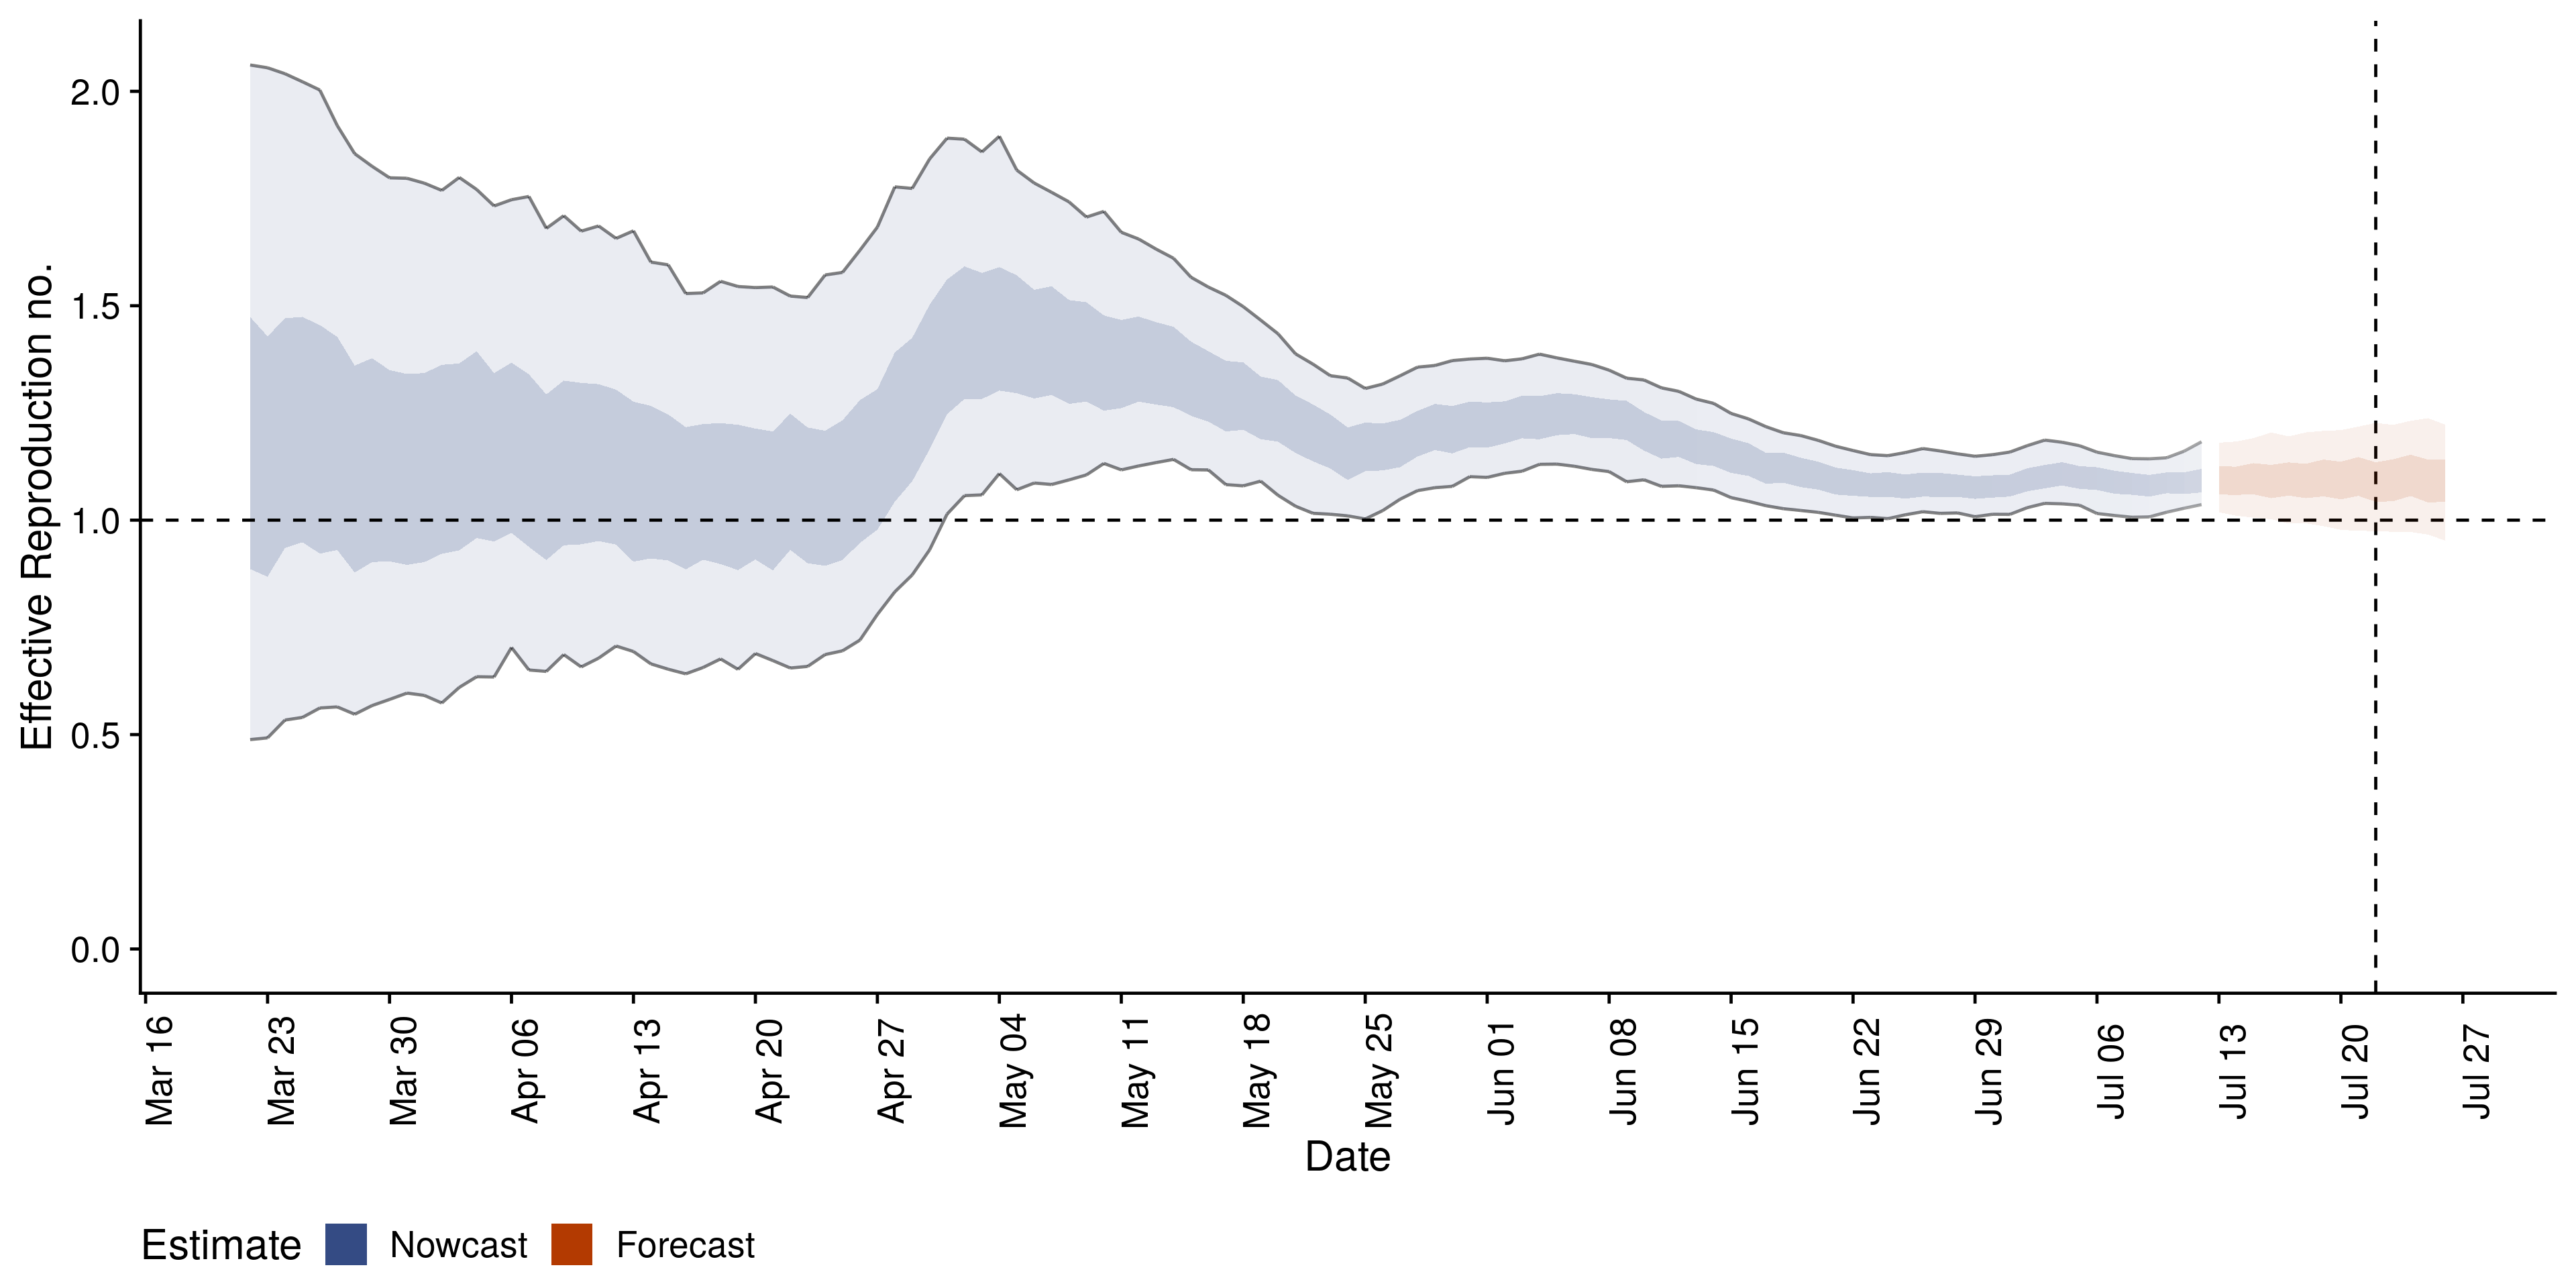 Effective Reproduction no.
2.0
1.5
1.0
0.5
0.0
Mar 16
Mar 23
Mar 30
Apr 06
Apr 13
Apr 20
Apr 27
May 04
May 11
May 18
May 25
Jun 01
Jun 08
Jun 15
Jun 22
Jun 29
Jul 06
Jul 13
Jul 20
Jul 27
Date
Estimate Nowcast Forecast